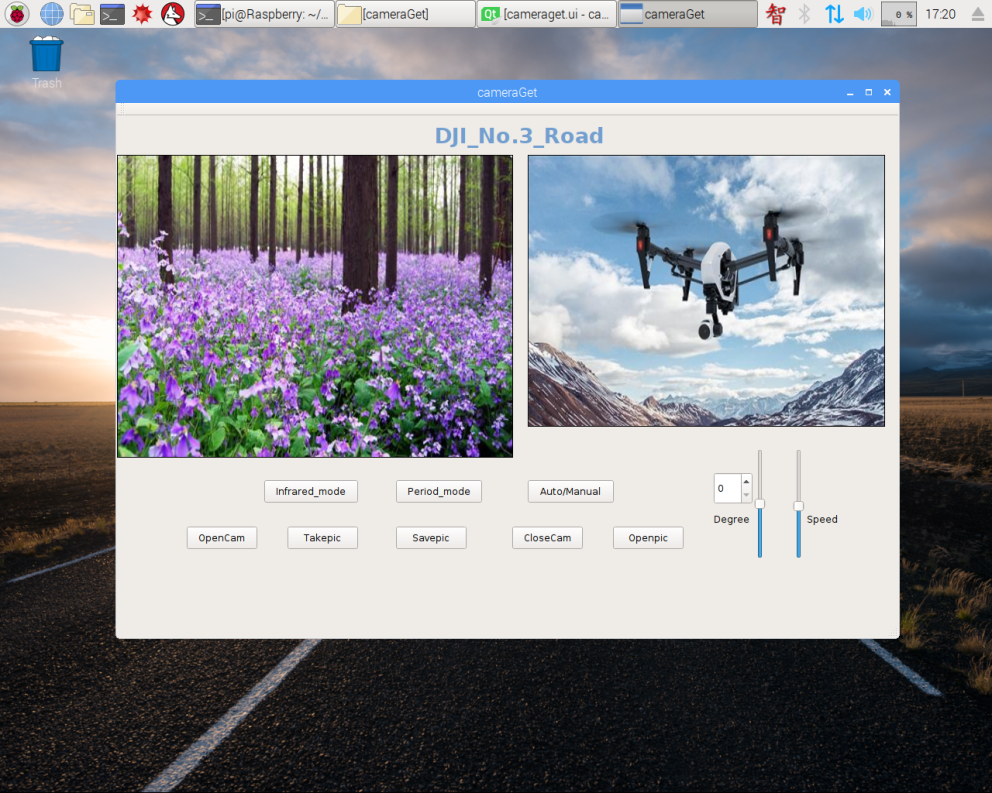 [pi@Raspberry: ~/...
[cameraGet]
Qt
[cameraget.ui - ca...
cameraGet
智
0 %
17:20
Trash
cameraGet
DJI_No.3_Road
Infrared_mode
Period_mode
Auto/Manual
0
Degree
Speed
OpenCam
Takepic
Savepic
CloseCam
Openpic